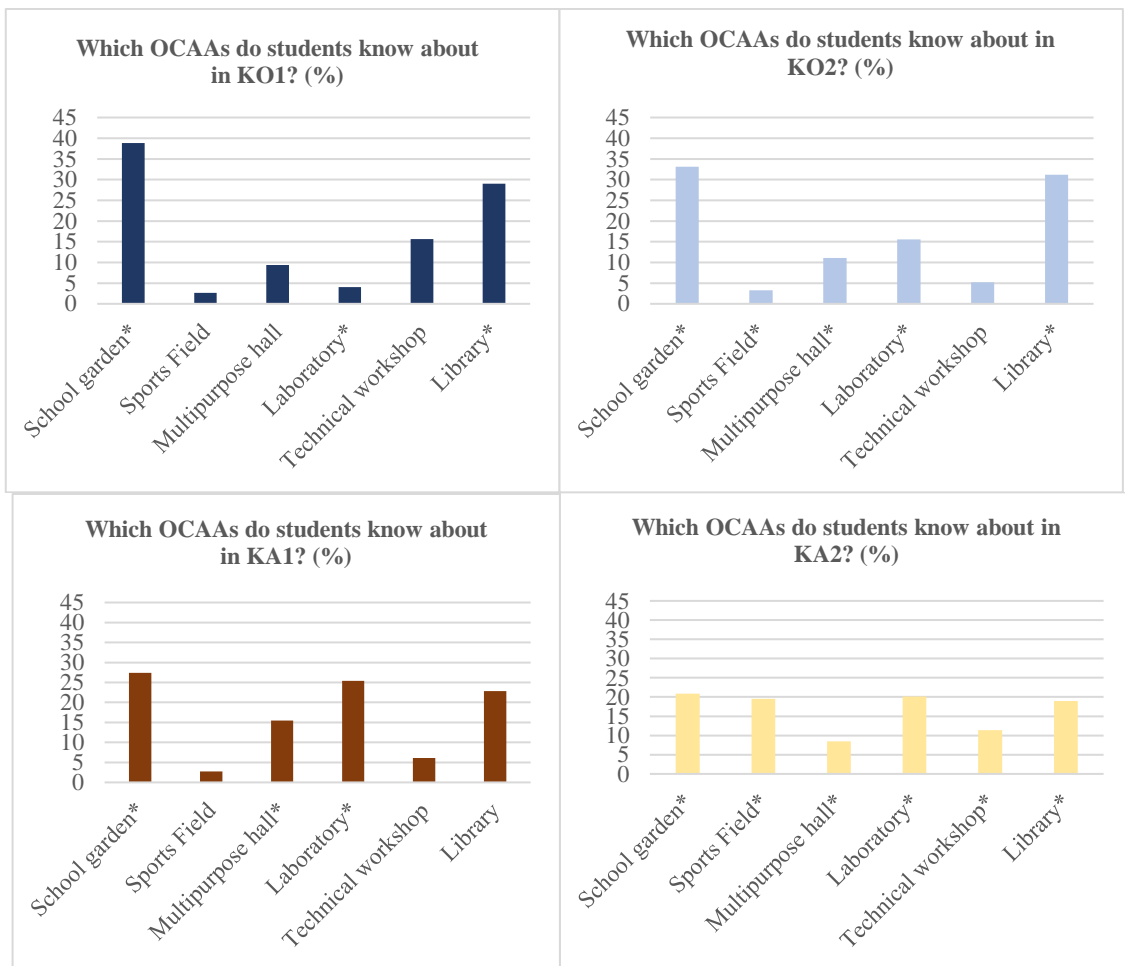 Which OCAAs do students know about
in KO1? (%)
45
40
35
30
25
20
15
10
5
0
School garden*
Sports Field
Multipurpose hall
Laboratory*
Technical workshop
Library*
Which OCAAs do students know about in
KO2? (%)
45
40
35
30
25
20
15
10
5
0
School garden*
Sports Field*
Multipurpose hall*
Laboratory*
Technical workshop
Library*
Which OCAAs do students know about
in KA1? (%)
45
40
35
30
25
20
15
10
5
0
School garden*
Sports Field
Multipurpose hall*
Laboratory*
Technical workshop
Library
Which OCAAs do students know about in
KA2? (%)
45
40
35
30
25
20
15
10
5
0
School garden*
Sports Field*
Multipurpose hall*
Laboratory*
Technical workshop*
Library*